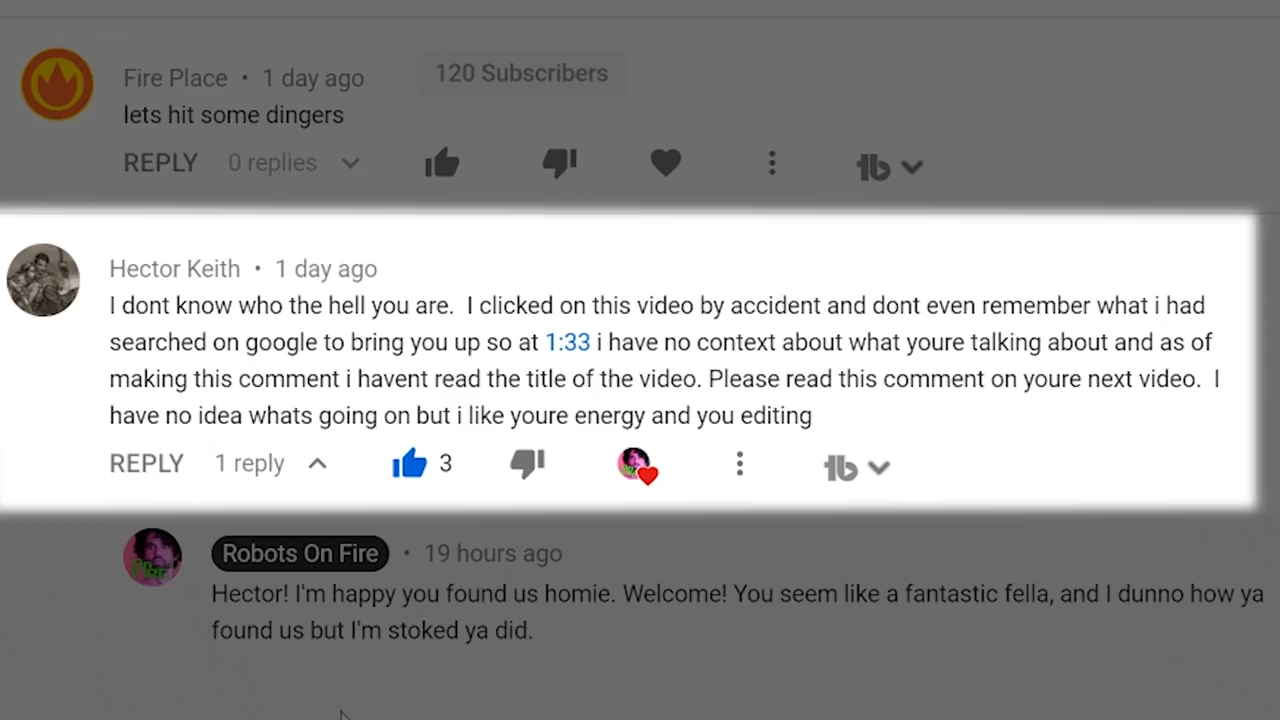 Fire Place • 1 day ago 120 Subscribers
lets hit some dingers
REPLY 0 replies
Hector Keith • 1 day ago
I dont know who the hell you are.  I clicked on this video by accident and dont even remember what i had
searched on google to bring you up so at 1:33 i have no context about what youre talking about and as of
making this comment i havent read the title of the video. Please read this comment on youre next video.  I
have no idea whats going on but i like youre energy and you editing
REPLY 1 reply 3
Robots On Fire • 19 hours ago
Hector! I'm happy you found us homie. Welcome! You seem like a fantastic fella, and I dunno how ya
found us but I'm stoked ya did.